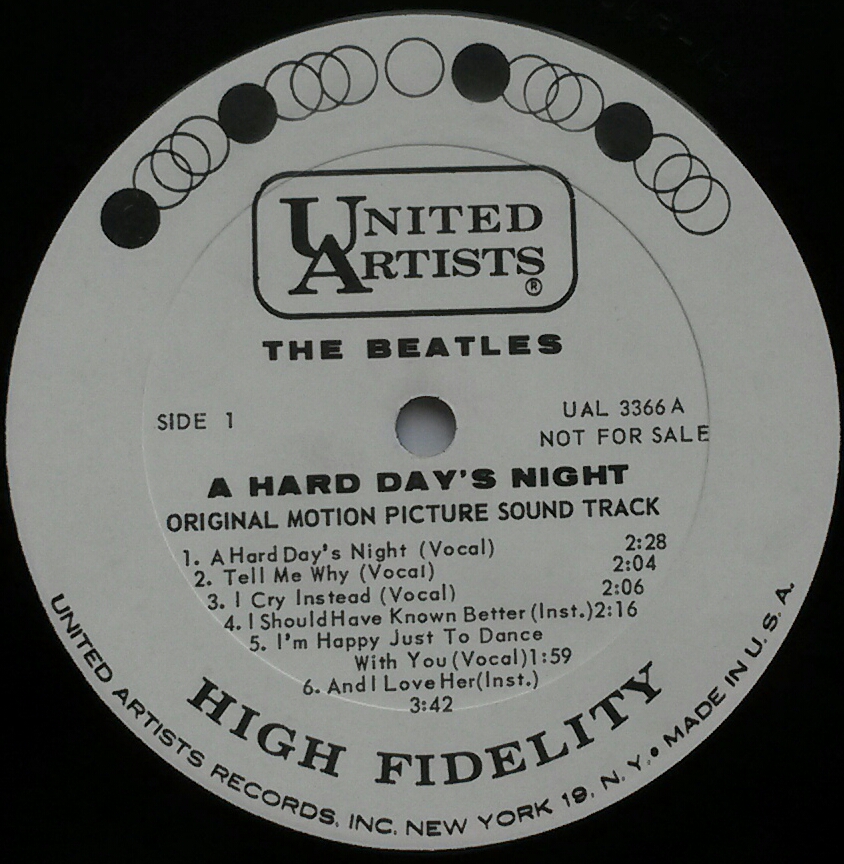 UNITED
ARTISTS
®
THE BEATLES
SIDE 1
UAL 3366 A
NOT FOR SALE
A HARD DAY'S NIGHT
ORIGINAL MOTION PICTURE SOUND TRACK
1. A Hard Day's Night (Vocal) 2:28
2. Tell Me Why (Vocal) 2:04
3. I Cry Instead (Vocal) 2:06
4. I Should Have Known Better (Inst.) 2:16
5. I'm Happy Just To Dance
With You (Vocal) 1:59
6. And I Love Her (Inst.)
3:42
HIGH FIDELITY
UNITED ARTISTS RECORDS, INC. NEW YORK 19, N. Y. • MADE IN U. S. A.